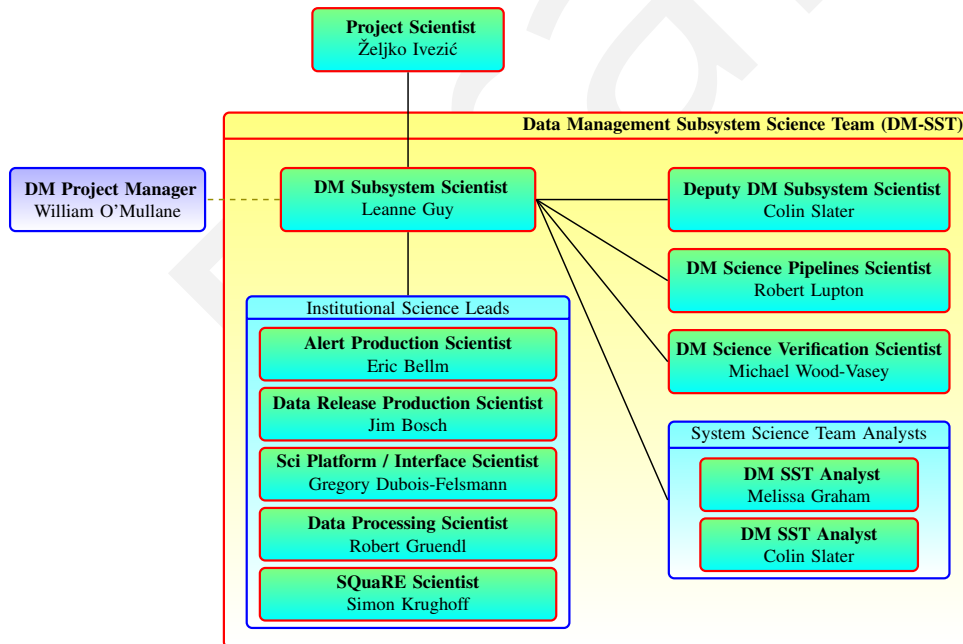 Project Scientist
Željko Ivezić
Data Management Subsystem Science Team (DM-SST)
DM Project Manager
William O’Mullane
DM Subsystem Scientist
Leanne Guy
Deputy DM Subsystem Scientist
Colin Slater
DM Science Pipelines Scientist
Robert Lupton
DM Science Verification Scientist
Michael Wood-Vasey
Institutional Science Leads
Alert Production Scientist
Eric Bellm
Data Release Production Scientist
Jim Bosch
Sci Platform / Interface Scientist
Gregory Dubois-Felsmann
Data Processing Scientist
Robert Gruendl
SQuaRE Scientist
Simon Krughoff
System Science Team Analysts
DM SST Analyst
Melissa Graham
DM SST Analyst
Colin Slater